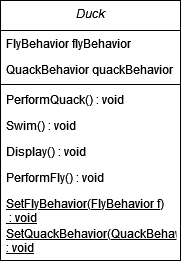 Duck
FlyBehavior flyBehavior
QuackBehavior quackBehavior
PerformQuack() : void
Swim() : void
Display() : void
PerformFly() : void
SetFlyBehavior(FlyBehavior f)
: void
SetQuackBehavior(QuackBehav
: void